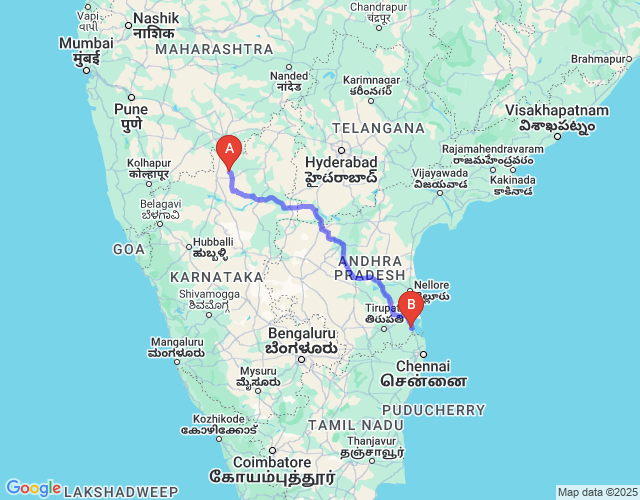 Vapi
વાપી
Nashik
नाशिक
Chandrapur
चंद्रपूर
Mumbai
मुंबई
MAHARASHTRA
Brahmapur
Nanded
नांदेड
Karimnagar
కరీంనగర్
Pune
पुणे
Visakhapatnam
విశాఖపట్నం
TELANGANA
A
Rajamahendravaram
రాజమహేంద్రవరం
Hyderabad
హైదరాబాద్
Kolhapur
कोल्हापूर
Vijayawada
విజయవాడ
Kakinada
కాకినాడ
Belagavi
ಬೆಳಗಾವಿ
GOA
Hubballi
ಹುಬ್ಬಳ್ಳಿ
ANDHRA
PRADESH
KARNATAKA
Nellore
Shivamogga
ಶಿವಮೊಗ್ಗ
B
తిరుపతి
Bengaluru
ಬೆಂಗಳೂರು
Mangaluru
ಮಂಗಳೂರು
Chennai
சென்னை
Mysuru
ಮೈಸೂರು
PUDUCHERRY
Kozhikode
കോഴിക്കോട്
TAMIL NADU
Thanjavur
தஞ்சாவூர்
Coimbatore
கோயம்புத்தூர்
Google
LAKSHADWEEP
Map data ©2025